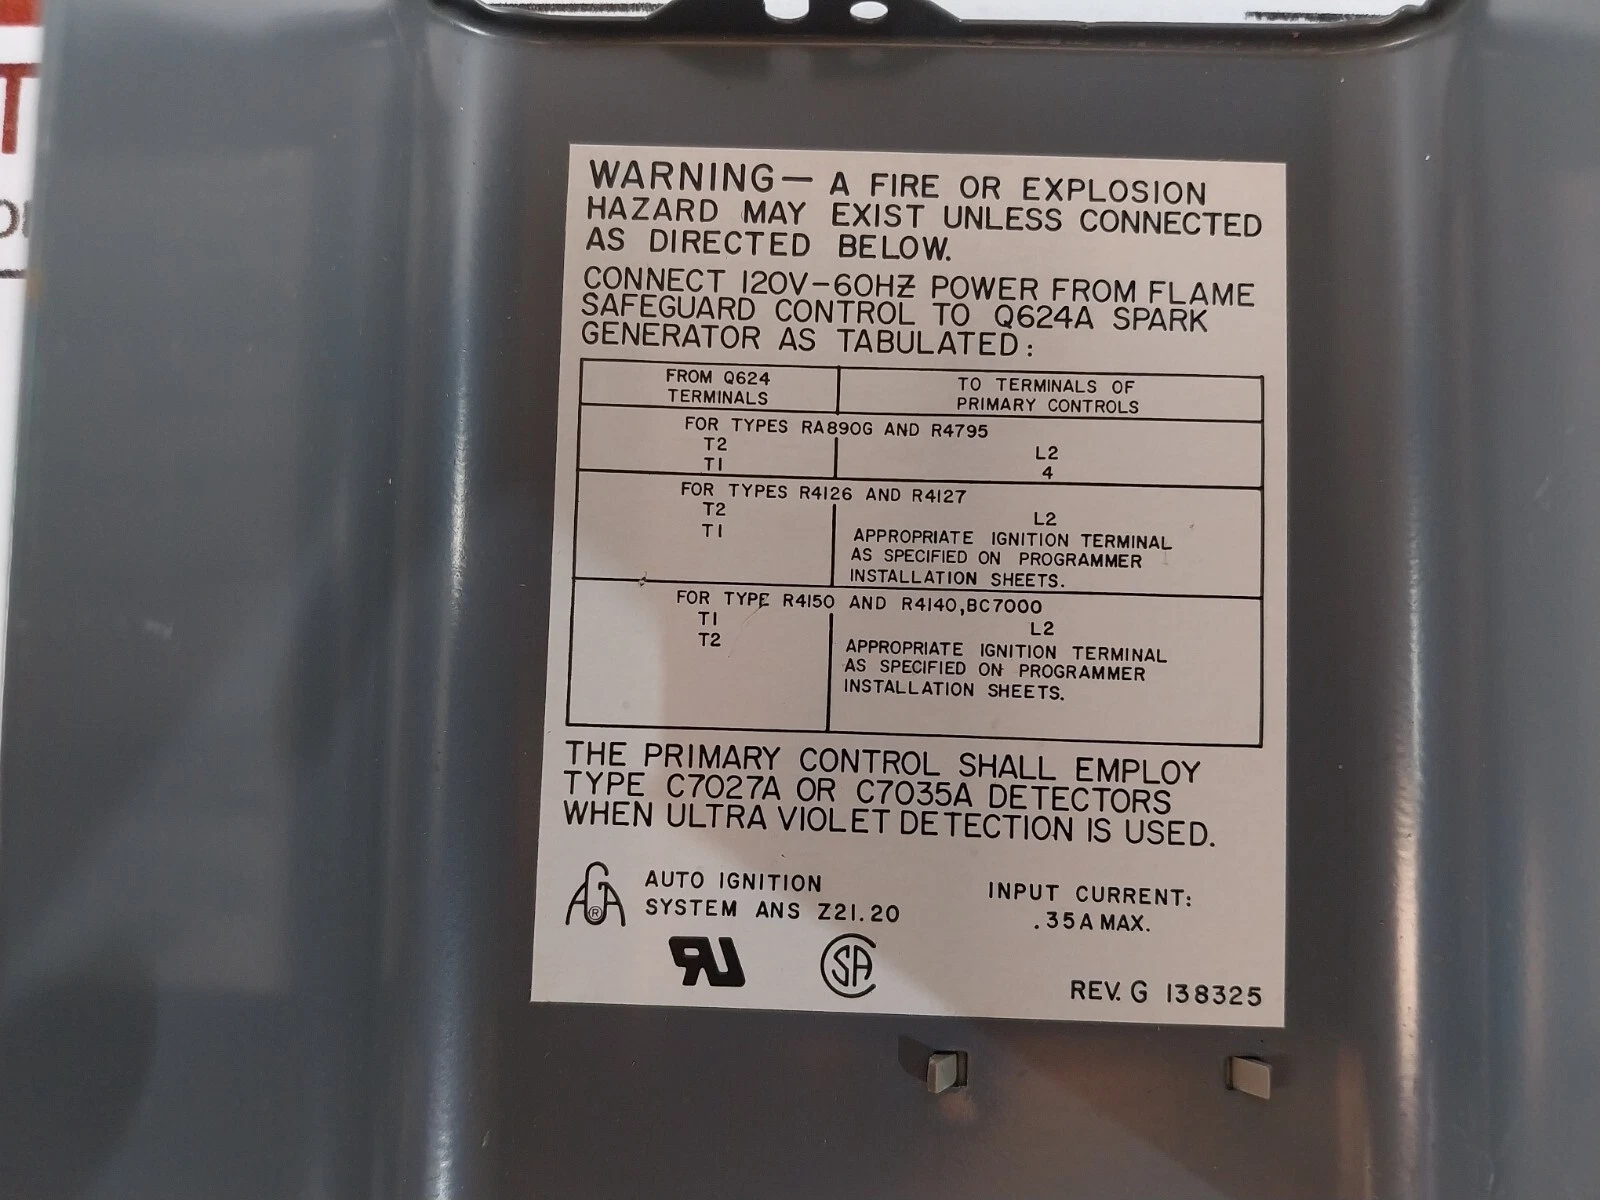 WARNING— A FIRE OR EXPLOSION
HAZARD MAY EXIST UNLESS CONNECTED
AS DIRECTED BELOW.
CONNECT 120V-60HZ POWER FROM FLAME
SAFEGUARD CONTROL TO Q624A SPARK
GENERATOR AS TABULATED:
FROM Q624
TERMINALS
TO TERMINALS OF
PRIMARY CONTROLS
FOR TYPES RA890G AND R4795
T2
L2
T1
4
FOR TYPES R4126 AND R4127
T2
L2
T1
APPROPRIATE IGNITION TERMINAL
AS SPECIFIED ON PROGRAMMER
INSTALLATION SHEETS.
FOR TYPE R4150 AND R4140,BC7000
T1
L2
T2
APPROPRIATE IGNITION TERMINAL
AS SPECIFIED ON PROGRAMMER
INSTALLATION SHEETS.
THE PRIMARY CONTROL SHALL EMPLOY
TYPE C7027A OR C7035A DETECTORS
WHEN ULTRA VIOLET DETECTION IS USED.
AGA ®
AUTO IGNITION
SYSTEM ANS Z21.20
INPUT CURRENT:
.35A MAX.
RU
SA
REV. G 138325